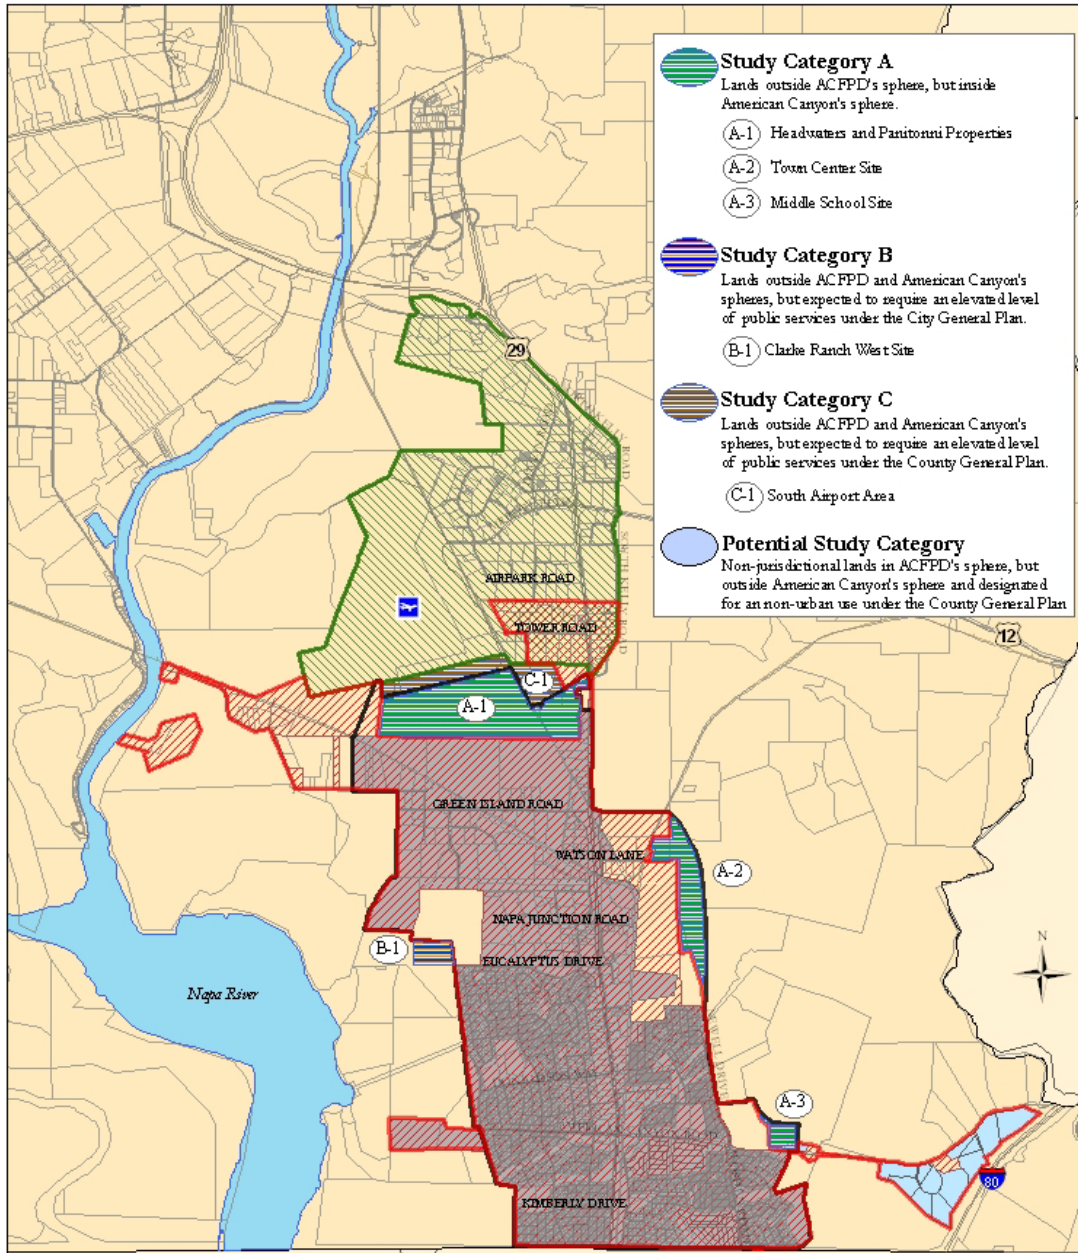 Study Category A
Lands outside ACFPD's sphere, but inside
American Canyon's sphere.
A-1 Headwaters and Panitonni Properties
A-2 Town Center Site
A-3 Middle School Site
Study Category B
Lands outside ACFPD and American Canyon's
spheres, but expected to require an elevated level
of public services under the City General Plan.
B-1 Clarke Ranch West Site
Study Category C
Lands outside ACFPD and American Canyon's
spheres, but expected to require an elevated level
of public services under the County General Plan.
C-1 South Airport Area
Potential Study Category
Non-jurisdictional lands in ACFPD's sphere, but
outside American Canyon's sphere and designated
for an non-urban use under the County General Plan
29
12
AIRPARK ROAD
TOWER ROAD
SOUTH KELLY ROAD
C-1
A-1
GREEN ISLAND ROAD
WATSON LANE
A-2
NAPA JUNCTION ROAD
B-1
EUCALYPTUS DRIVE
Napa River
N
A-3
80
KIMBERLY DRIVE